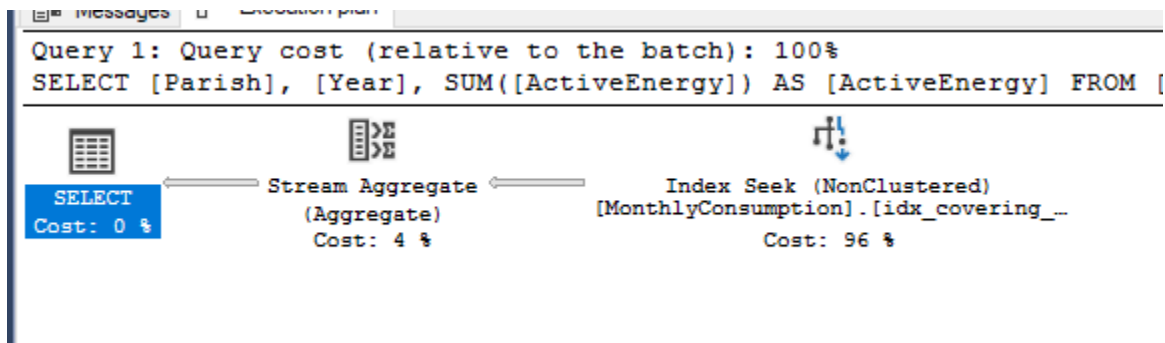 Messages Execution plan
Query 1: Query cost (relative to the batch): 100%
SELECT [Parish], [Year], SUM([ActiveEnergy]) AS [ActiveEnergy] FROM [
SELECT
Cost: 0 %
Stream Aggregate
(Aggregate)
Cost: 4 %
Index Seek (NonClustered)
[MonthlyConsumption].[idx_covering_…
Cost: 96 %